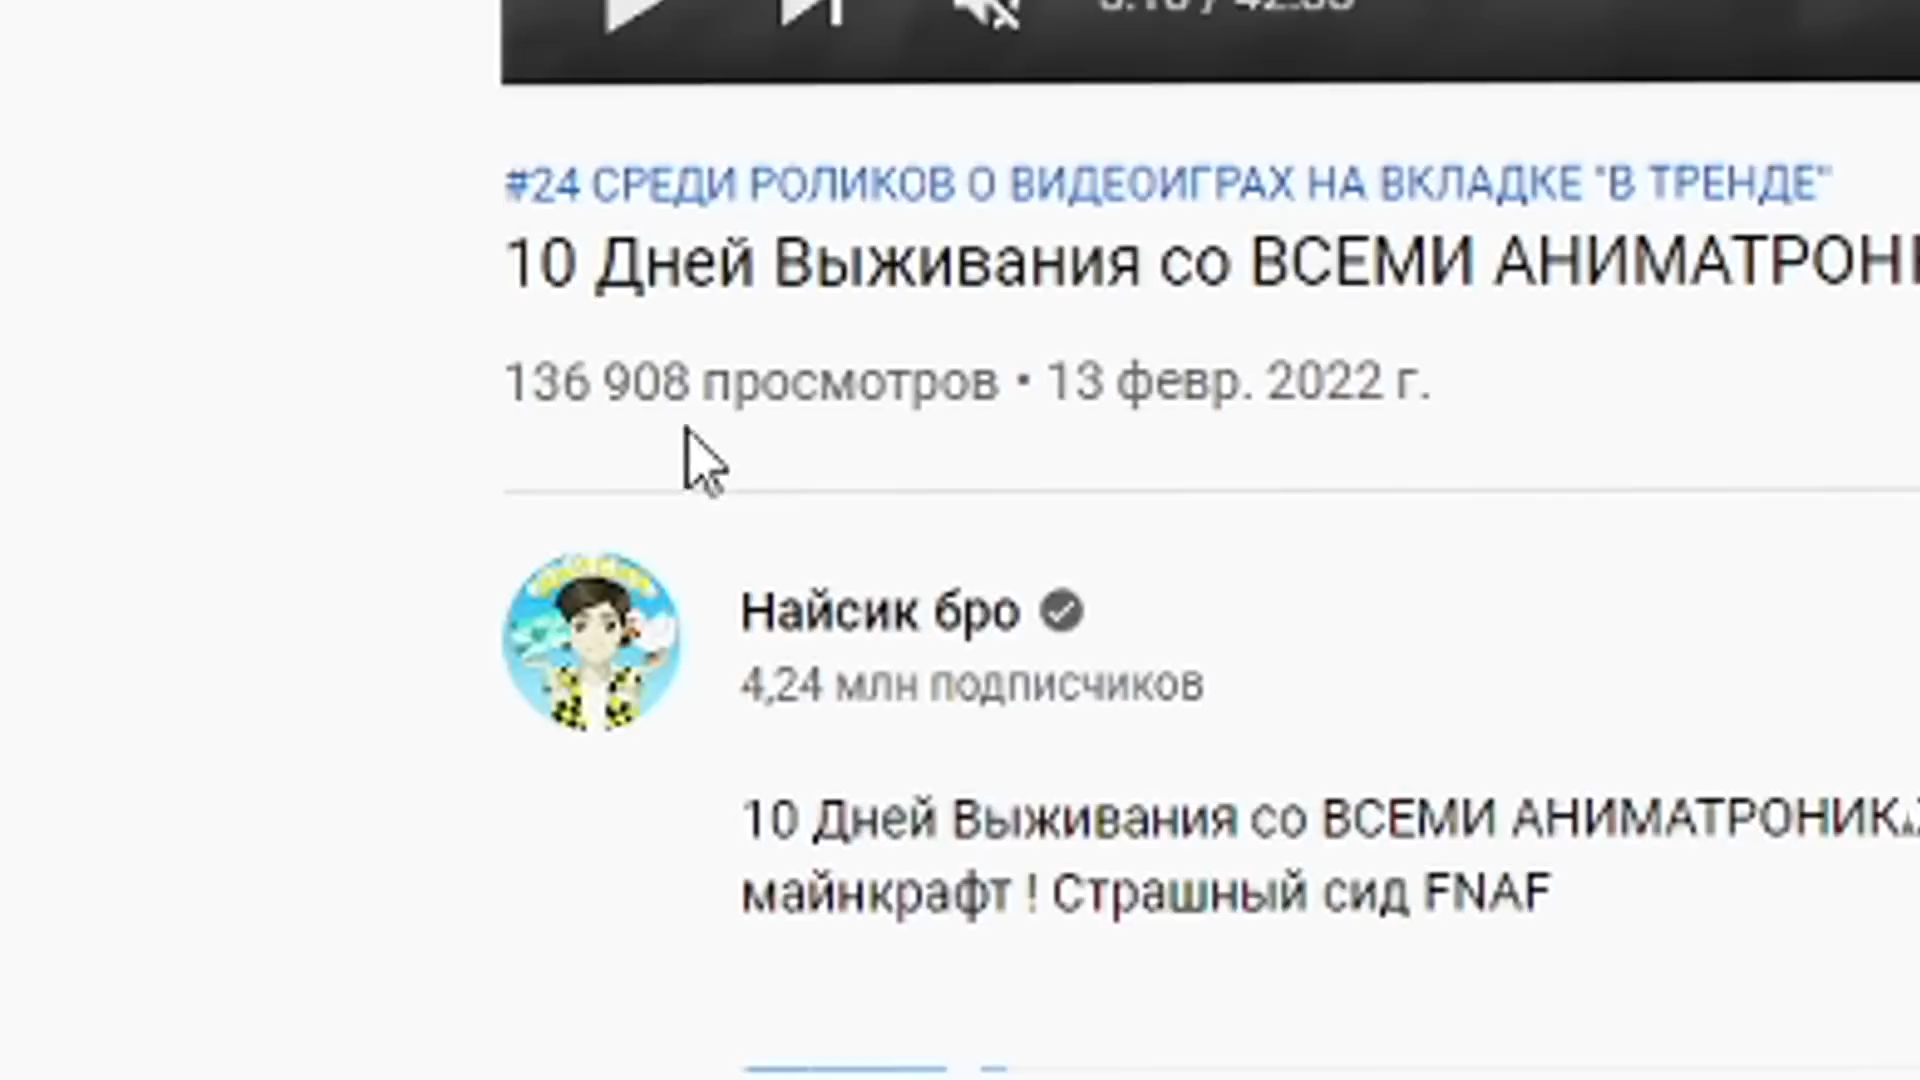 #24 СРЕДИ РОЛИКОВ О ВИДЕОИГРАХ НА ВКЛАДКЕ "В ТРЕНДЕ"
10 Дней Выживания со ВСЕМИ
136 908 просмотров • 13 февр. 2022 г.
Найсик бро
4,24 млн подписчиков
10 Дней Выживания со ВСЕМИ
майнкрафт ! Страшный сид FNAF